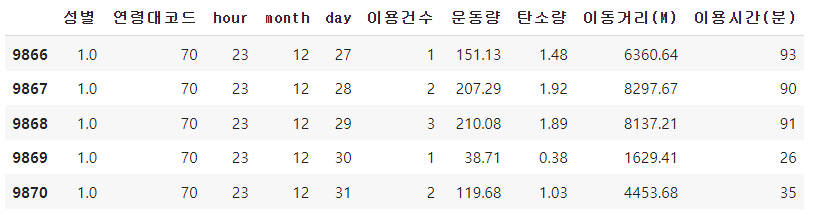 성별 연령대코드 hour month day 이용건수 운동량 탄소량 이동거리(M) 이용시간(분)
9866 1.0 70 23 12 27 1 151.13 1.48 6360.64 93
9867 1.0 70 23 12 28 2 207.29 1.92 8297.67 90
9868 1.0 70 23 12 29 3 210.08 1.89 8137.21 91
9869 1.0 70 23 12 30 1 38.71 0.38 1629.41 26
9870 1.0 70 23 12 31 2 119.68 1.03 4453.68 35